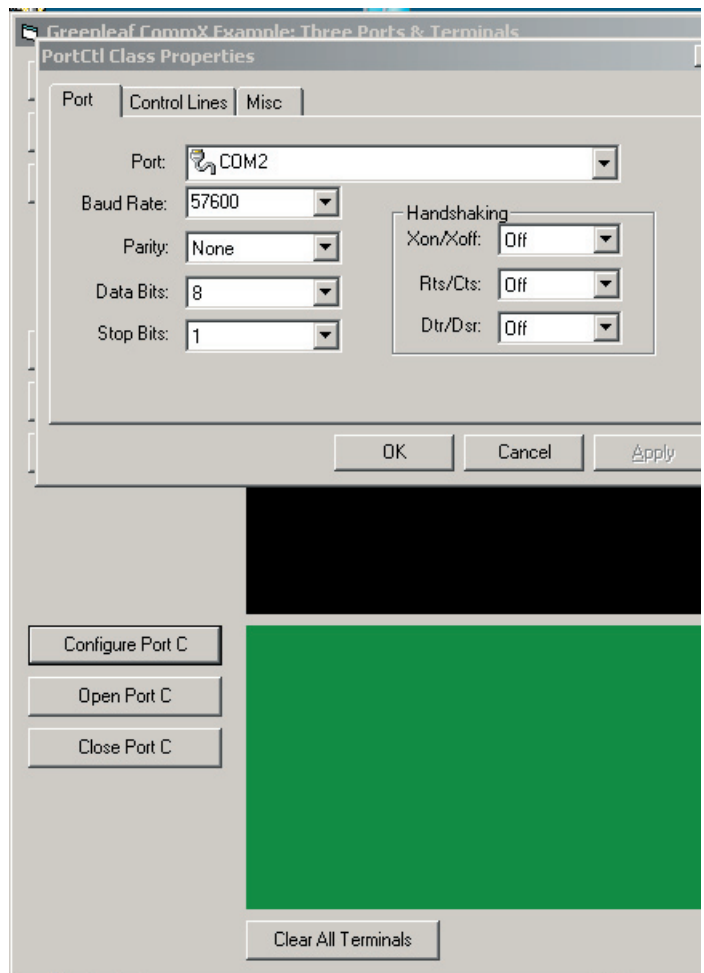 Greenleaf CommX Example: Three Ports & Terminals
PortCtl Class Properties
Port Control Lines Misc
Port: COM2
Baud Rate: 57600
Handshaking
Xon/Xoff: Off
Parity: None
Rts/Cts: Off
Data Bits: 8
Dtr/Dsr: Off
Stop Bits: 1
OK Cancel Apply
Configure Port C
Open Port C
Close Port C
Clear All Terminals